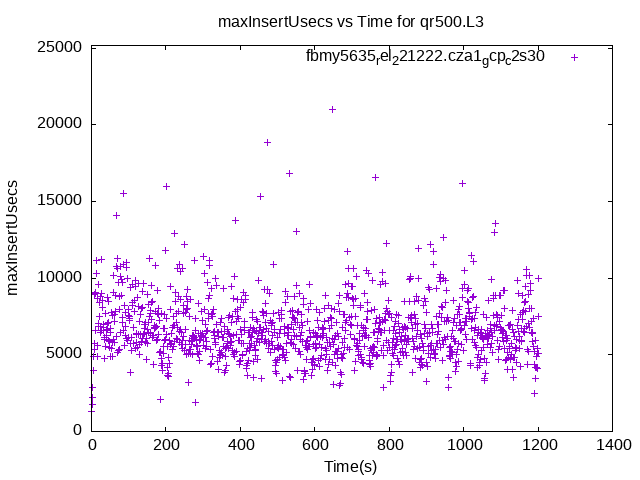 maxInsertUsecs vs Time for qr500.L3
25000
20000
15000
10000
5000
0
maxInsertUsecs
fbmy5635rel221222.cza1gcpc2s30
0 200 400 600 800 1000 1200 1400
Time(s)